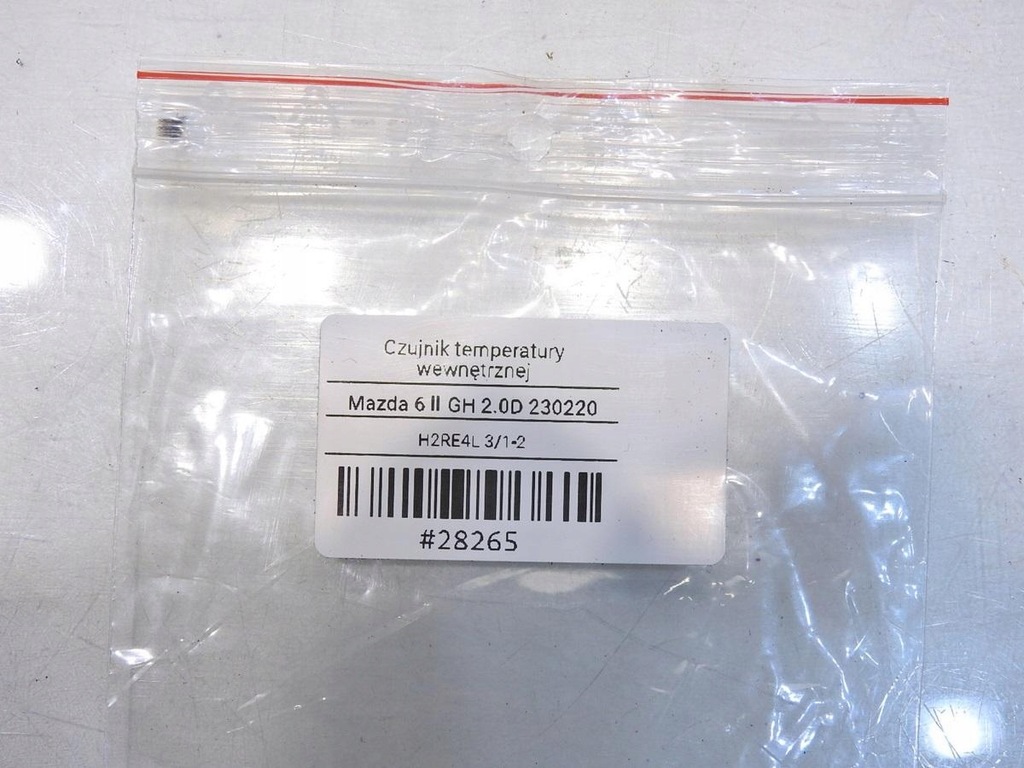 Czujnik temperatury
wewnętrznej
Mazda 6 II GH 2.0D 230220
H2RE4L 3/1-2
#28265